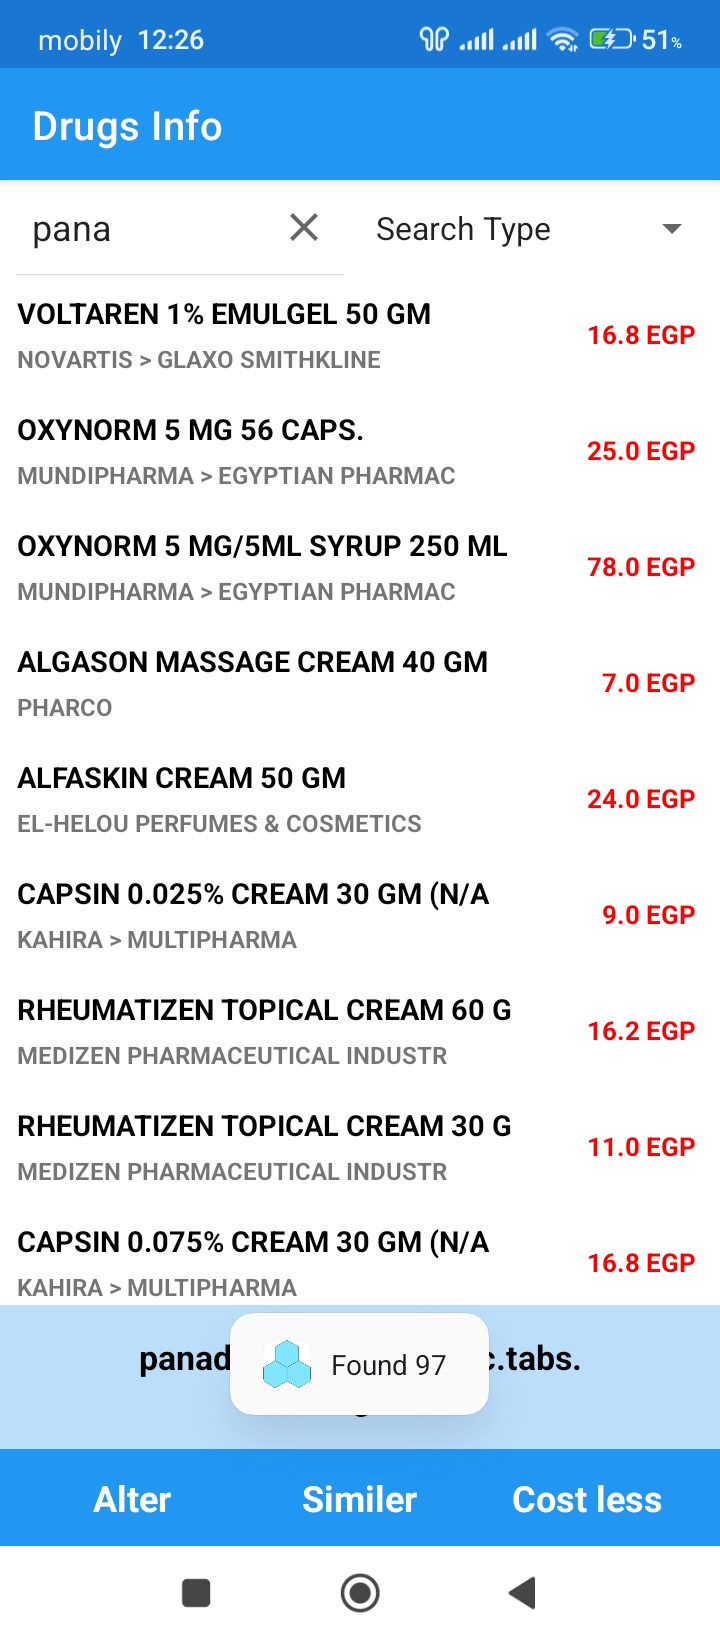 mobily 12:26 51%
Drugs Info
pana
Search Type
VOLTAREN 1% EMULGEL 50 GM
NOVARTIS > GLAXO SMITHKLINE
16.8 EGP
OXYNORM 5 MG 56 CAPS.
MUNDIPHARMA > EGYPTIAN PHARMAC
25.0 EGP
OXYNORM 5 MG/5ML SYRUP 250 ML
MUNDIPHARMA > EGYPTIAN PHARMAC
78.0 EGP
ALGASON MASSAGE CREAM 40 GM
PHARCO
7.0 EGP
ALFASKIN CREAM 50 GM
EL-HELOU PERFUMES & COSMETICS
24.0 EGP
CAPSIN 0.025% CREAM 30 GM (N/A
KAHIRA > MULTIPHARMA
9.0 EGP
RHEUMATIZEN TOPICAL CREAM 60 G
MEDIZEN PHARMACEUTICAL INDUSTR
16.2 EGP
RHEUMATIZEN TOPICAL CREAM 30 G
MEDIZEN PHARMACEUTICAL INDUSTR
11.0 EGP
CAPSIN 0.075% CREAM 30 GM (N/A
KAHIRA > MULTIPHARMA
16.8 EGP
panad c.tabs.
Found 97
Alter Similer Cost less